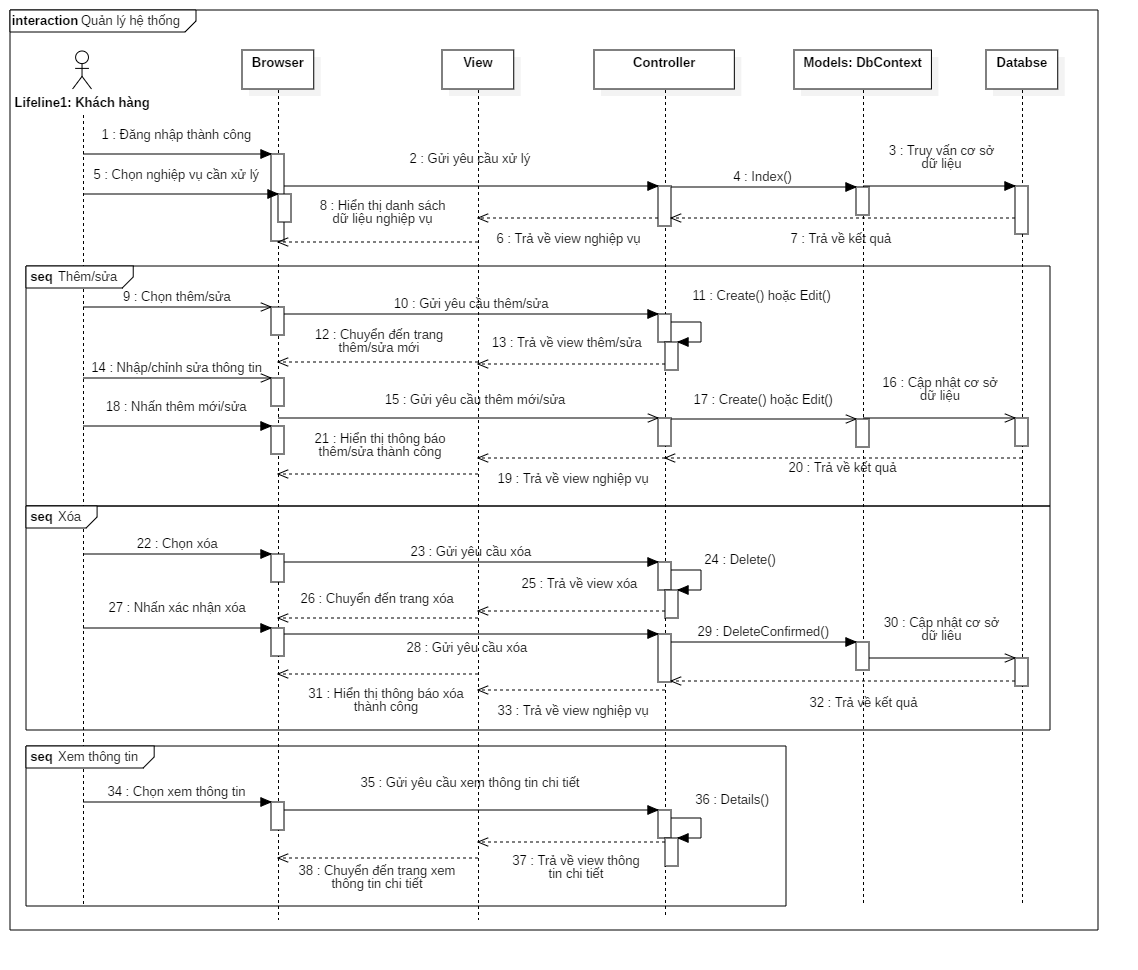 interaction Quản lý hệ thống
Browser
View
Controller
Models: DbContext
Databse
Lifeline1: Khách hàng
1 : Đăng nhập thành công
2 : Gửi yêu cầu xử lý
3 : Truy vấn cơ sở
dữ liệu
5 : Chọn nghiệp vụ cần xử lý
4 : Index()
8 : Hiển thị danh sách
dữ liệu nghiệp vụ
6 : Trả về view nghiệp vụ
7 : Trả về kết quả
seq Thêm/sửa
9 : Chọn thêm/sửa
10 : Gửi yêu cầu thêm/sửa
11 : Create() hoặc Edit()
12 : Chuyển đến trang
thêm/sửa mới
13 : Trả về view thêm/sửa
14 : Nhập/chỉnh sửa thông tin
16 : Cập nhật cơ sở
dữ liệu
18 : Nhấn thêm mới/sửa
15 : Gửi yêu cầu thêm mới/sửa
17 : Create() hoặc Edit()
21 : Hiển thị thông báo
thêm/sửa thành công
19 : Trả về view nghiệp vụ
20 : Trả về kết quả
seq Xóa
22 : Chọn xóa
23 : Gửi yêu cầu xóa
24 : Delete()
25 : Trả về view xóa
26 : Chuyển đến trang xóa
27 : Nhấn xác nhận xóa
28 : Gửi yêu cầu xóa
29 : DeleteConfirmed()
30 : Cập nhật cơ sở
dữ liệu
31 : Hiển thị thông báo xóa
thành công
33 : Trả về view nghiệp vụ
32 : Trả về kết quả
seq Xem thông tin
34 : Chọn xem thông tin
35 : Gửi yêu cầu xem thông tin chi tiết
36 : Details()
37 : Trả về view thông
tin chi tiết
38 : Chuyển đến trang xem
thông tin chi tiết